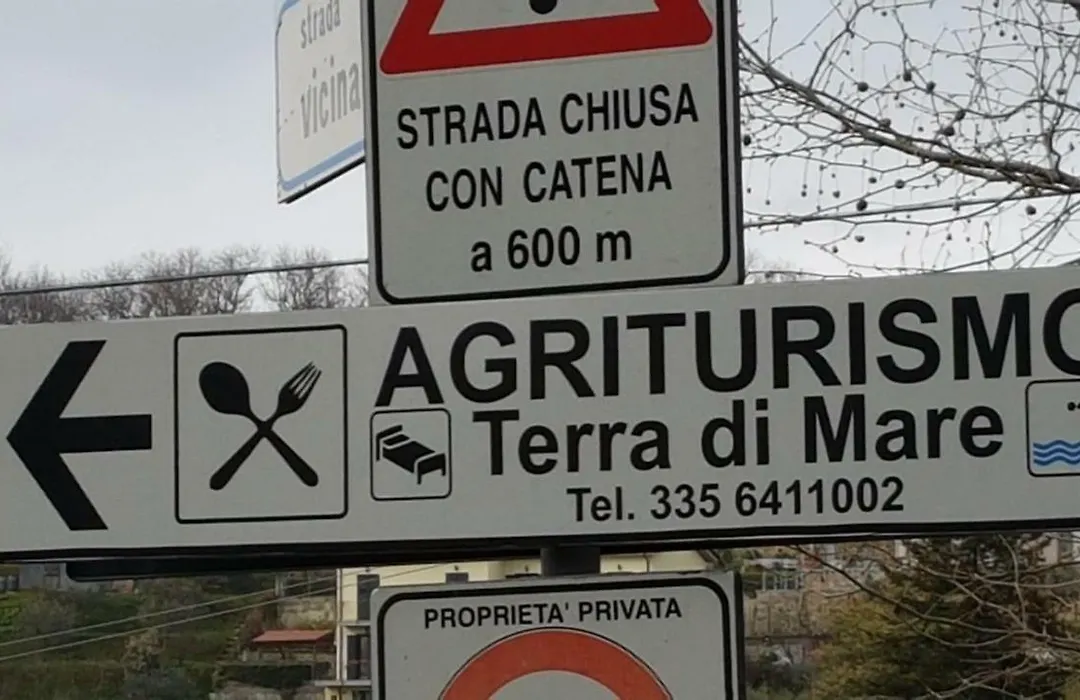 strada
vicina
STRADA CHIUSA
CON CATENA
a 600 m
AGRITURISMO
Terra di Mare
Tel. 335 6411002
PROPRIETA' PRIVATA